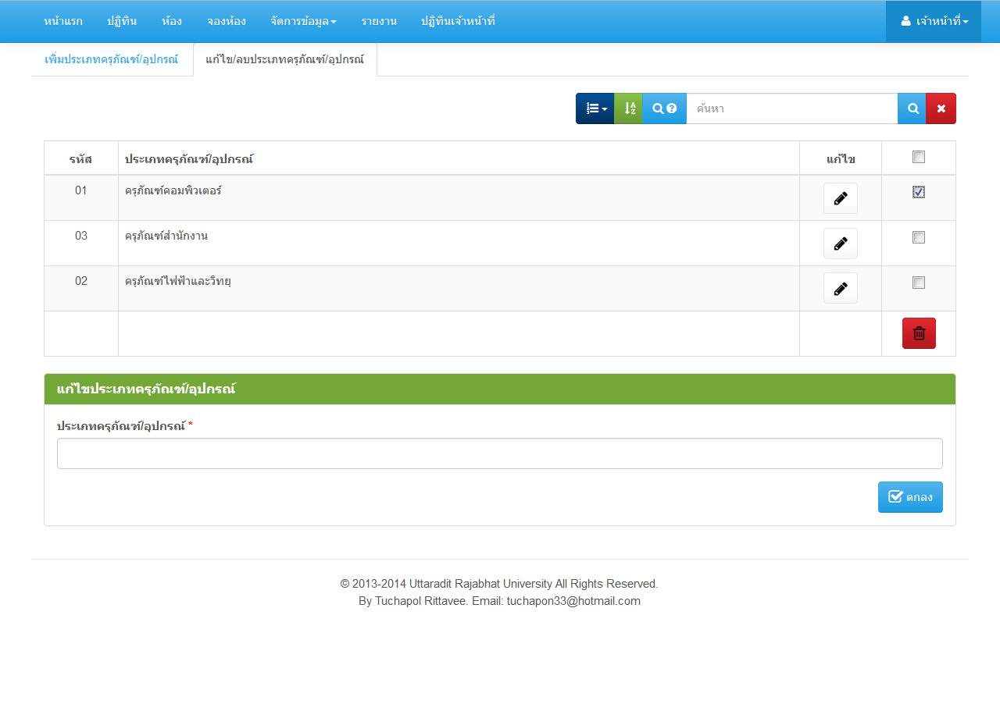 หน้าแรก ปฏิทิน ห้อง จองห้อง จัดการข้อมูล รายงาน ปฏิทินเจ้าหน้าที่ เจ้าหน้าที่
เพิ่มประเภทครุภัณฑ์/อุปกรณ์ แก้ไข/ลบประเภทครุภัณฑ์/อุปกรณ์
ค้นหา
รหัส ประเภทครุภัณฑ์/อุปกรณ์ แก้ไข
01 ครุภัณฑ์คอมพิวเตอร์
03 ครุภัณฑ์สำนักงาน
02 ครุภัณฑ์ไฟฟ้าและวิทยุ
แก้ไขประเภทครุภัณฑ์/อุปกรณ์
ประเภทครุภัณฑ์/อุปกรณ์ *
ตกลง
© 2013-2014 Uttaradit Rajabhat University All Rights Reserved.
By Tuchapol Rittavee. Email: tuchapon33@hotmail.com